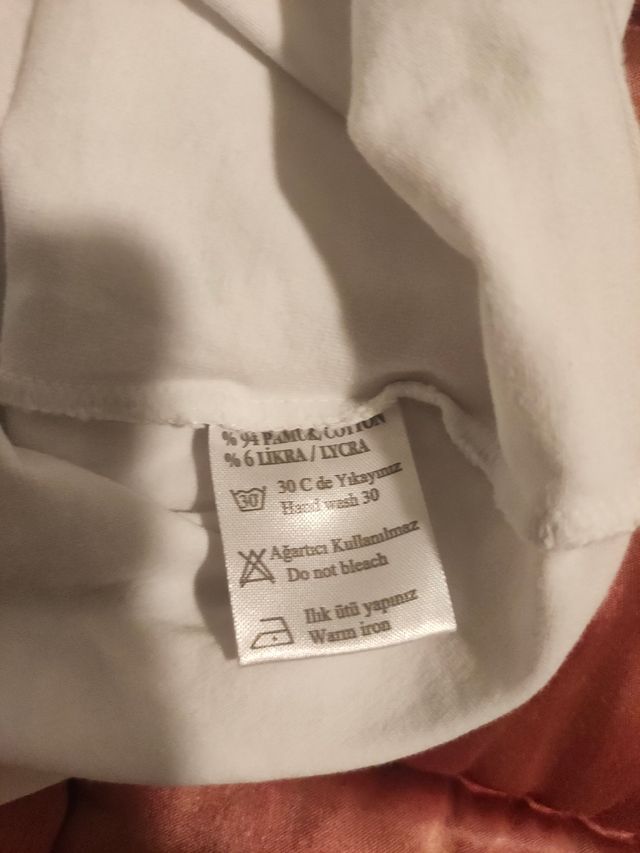 % 94 PAMUK/COTTON
% 6 LİKRA / LYCRA
30 30 C de Yıkayınız
Hand wash 30
Ağartıcı Kullanılmaz
Do not bleach
Ilık ütü yapınız
Warm iron